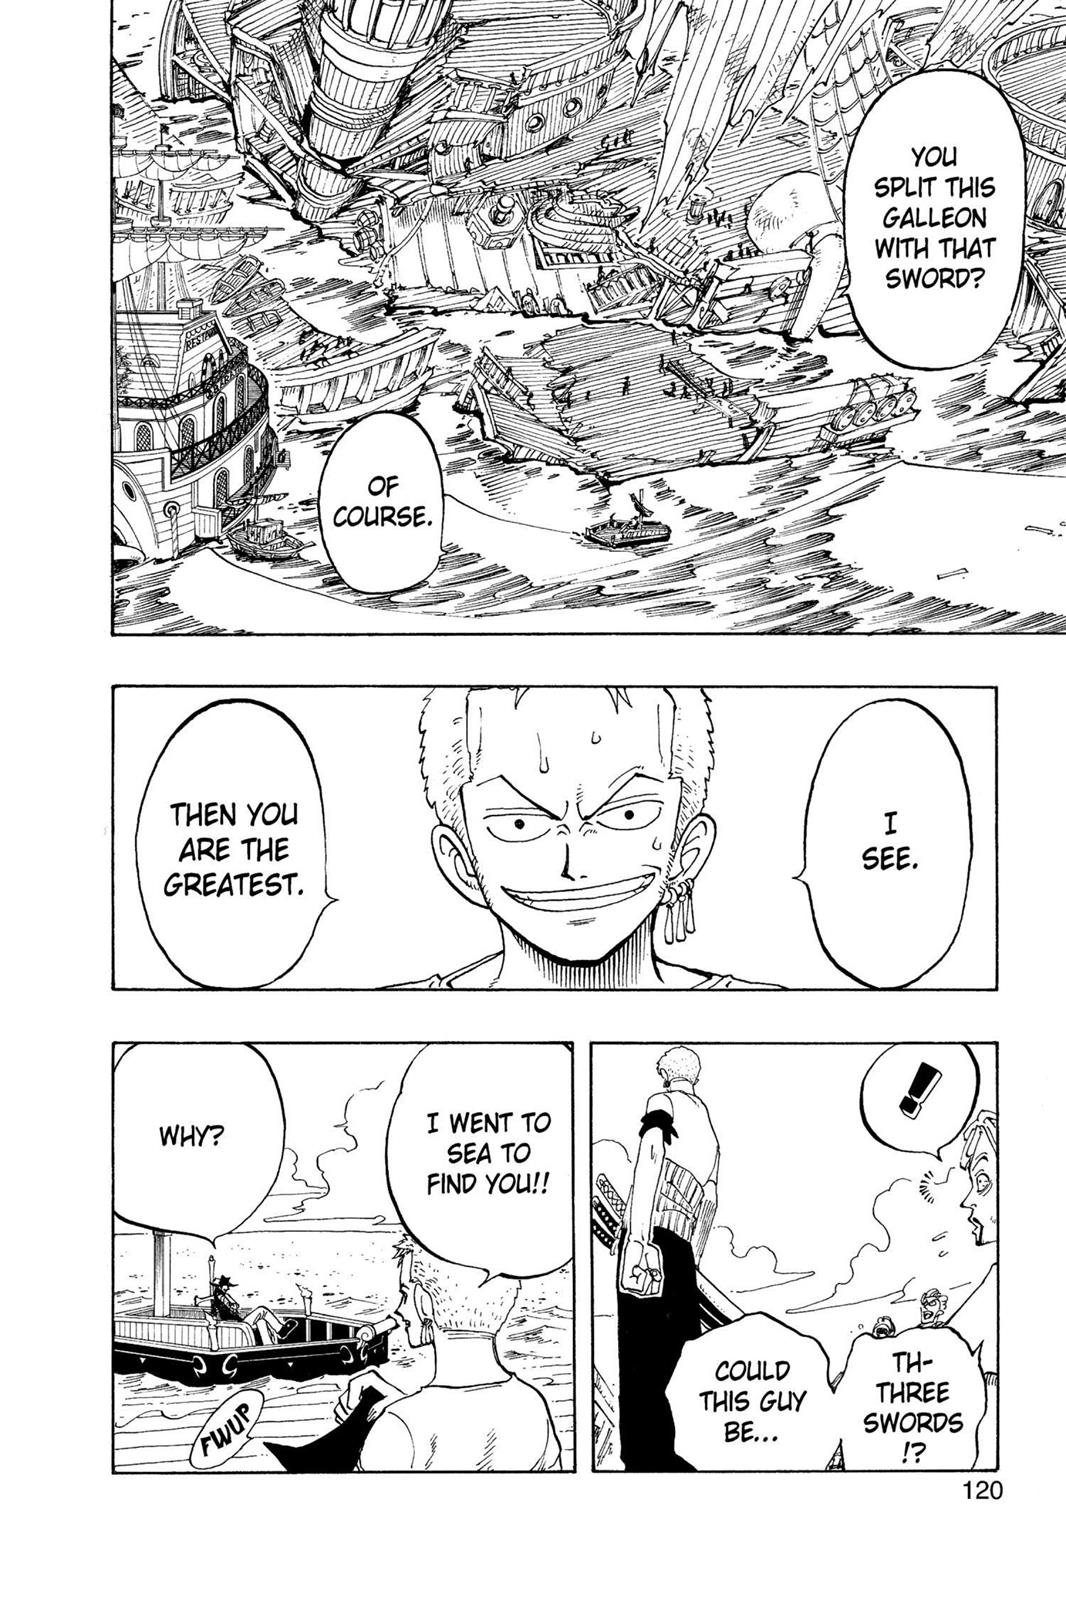 YOU
SPLIT THIS
GALLEON
WITH THAT
SWORD?
RESTAU
OF
COURSE.
I
SEE.
THEN YOU
ARE THE
GREATEST.
!
TH-
THREE
SWORDS
!?
COULD
THIS GUY
BE...
I WENT TO
SEA TO
FIND YOU!!
WHY?
FWUP
120